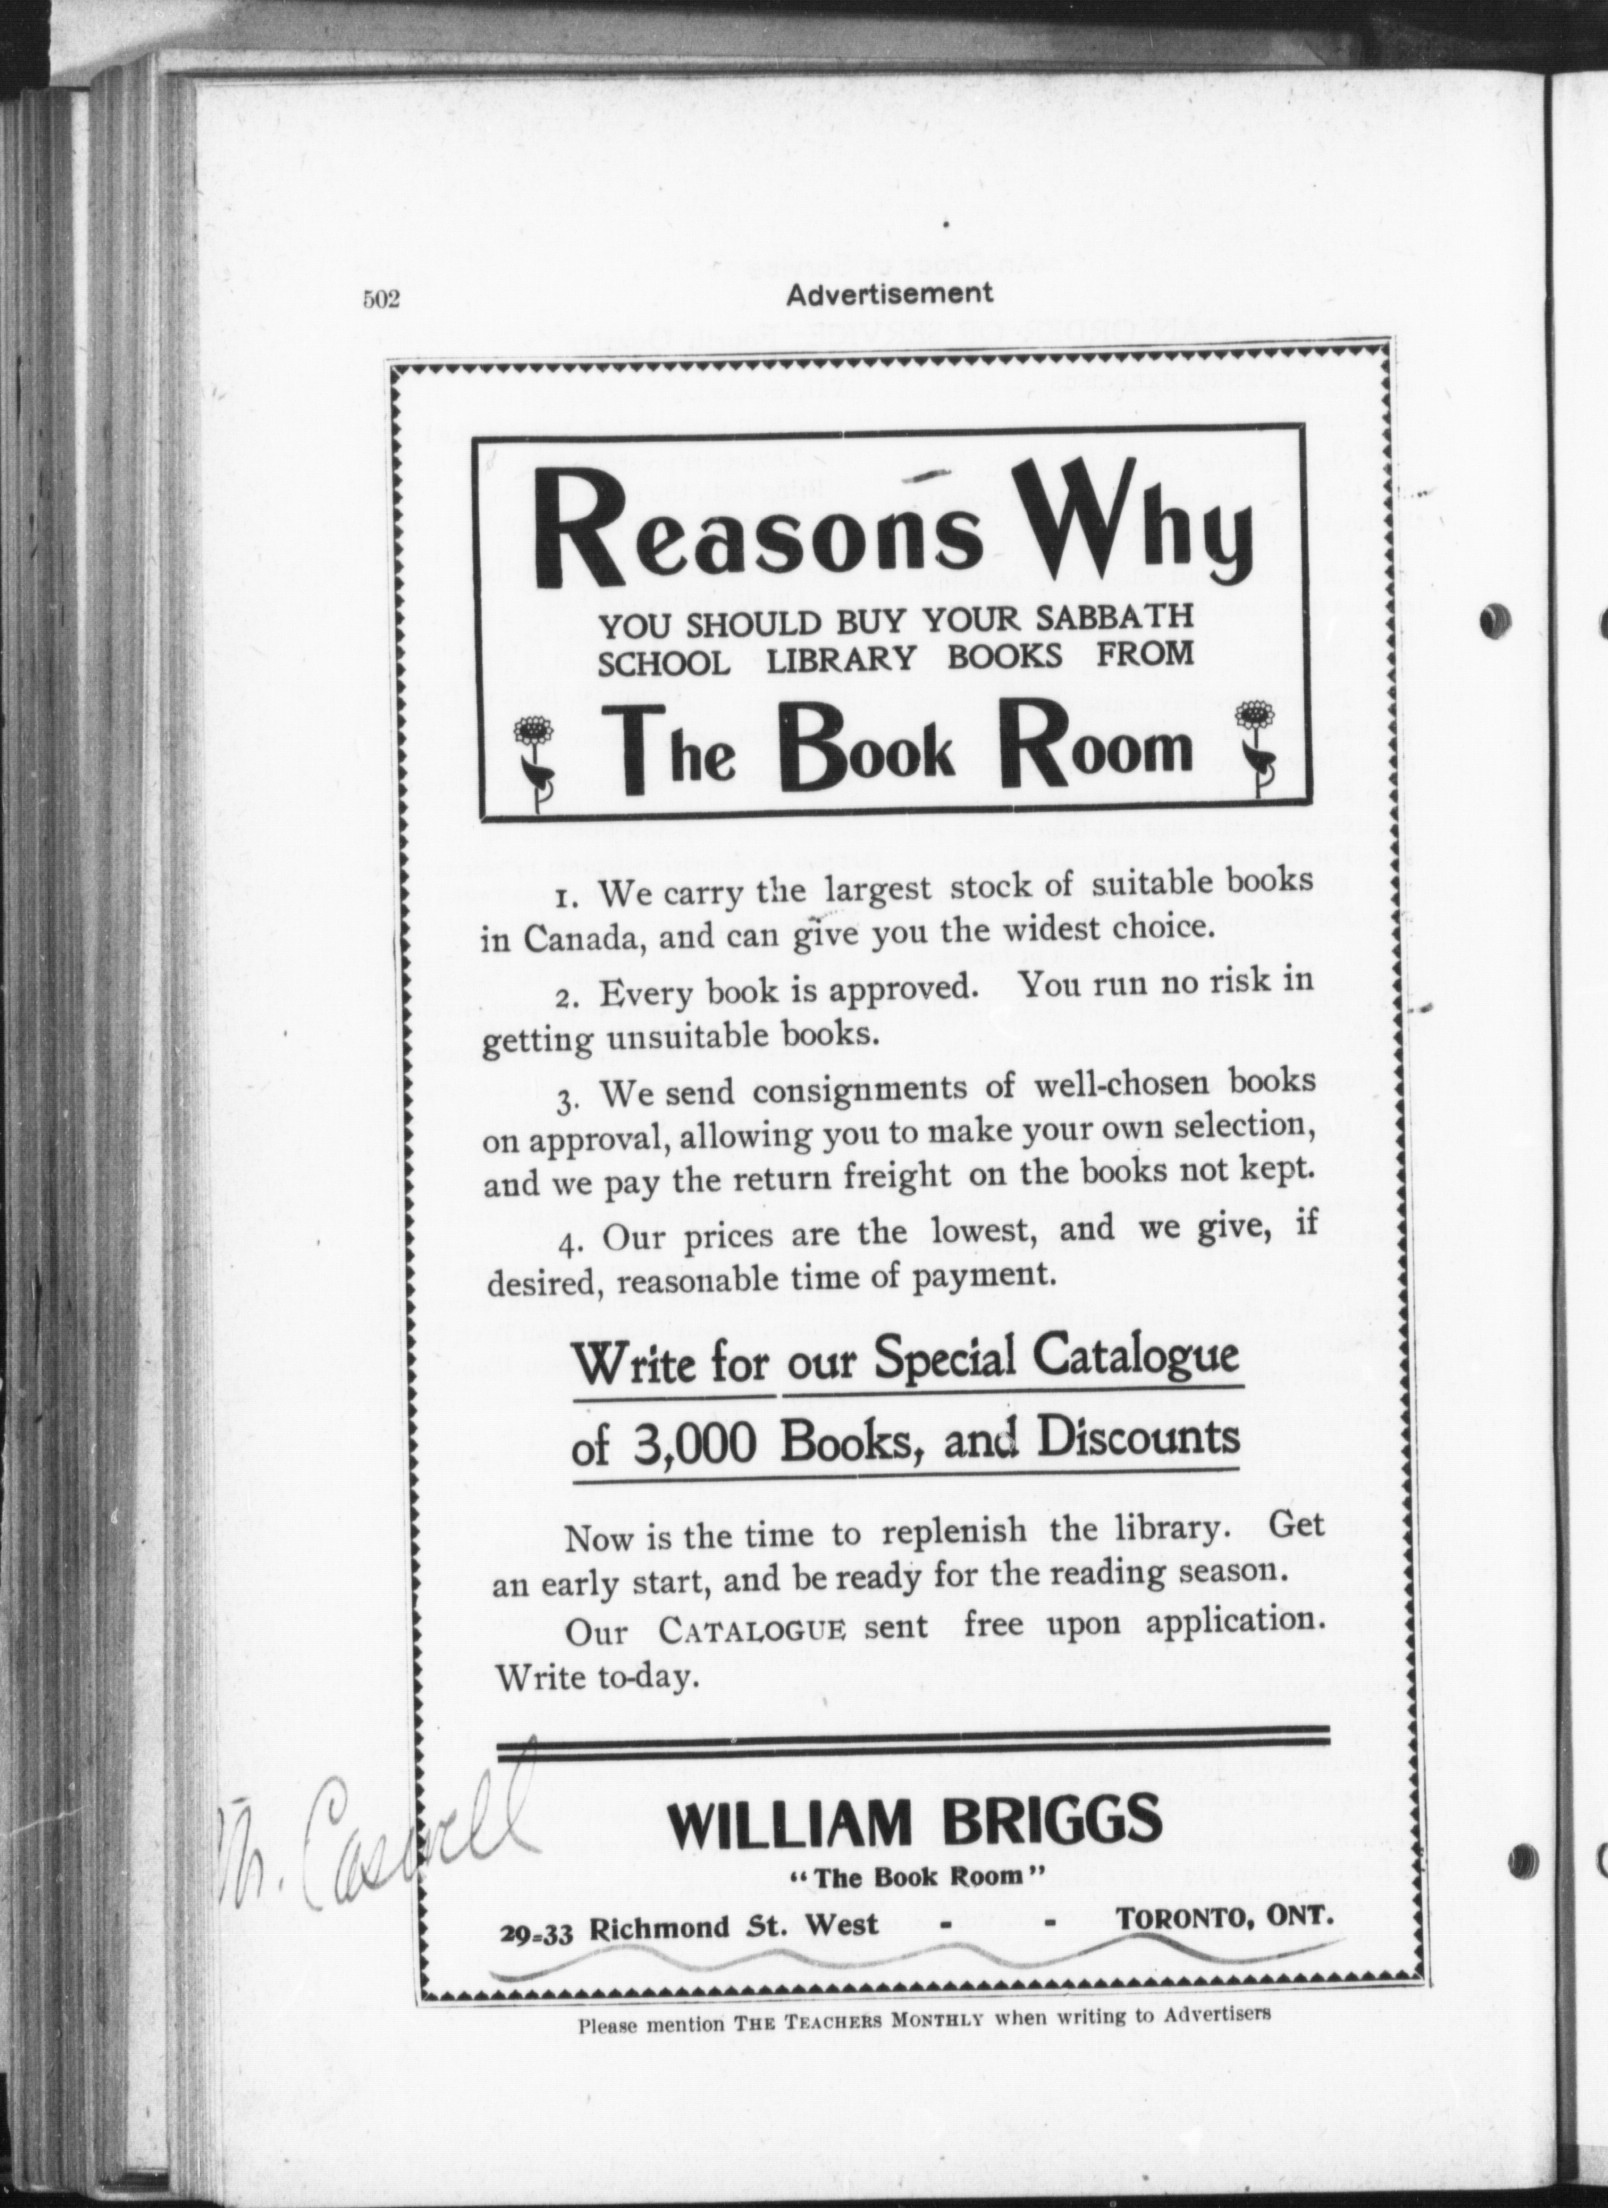 502
Advertisement
Reasons Why
YOU SHOULD BUY YOUR SABBATH
SCHOOL LIBRARY BOOKS FROM
The Book Room
1. We carry the largest stock of suitable books
in Canada, and can give you the widest choice.
2. Every book is approved. You run no risk in
getting unsuitable books.
3. We send consignments of well-chosen books
on approval, allowing you to make your own selection,
and we pay the return freight on the books not kept.
4. Our prices are the lowest, and we give, if
desired, reasonable time of payment.
Write for our Special Catalogue
of 3,000 Books, and Discounts
Now is the time to replenish the library. Get
an early start, and be ready for the reading season.
Our CATALOGUE sent free upon application.
Write to-day.
WILLIAM BRIGGS
"The Book Room"
29-33 Richmond St. West - - TORONTO, ONT.
Please mention THE TEACHERS MONTHLY when writing to Advertisers